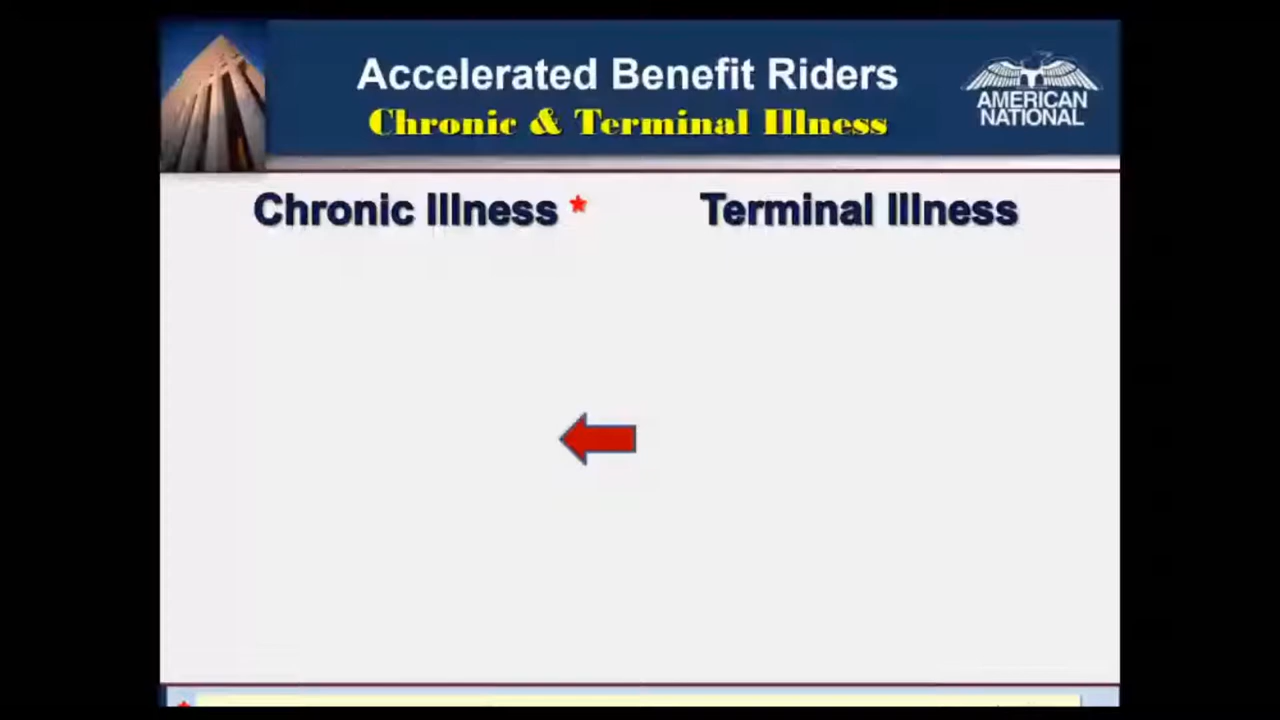 Accelerated Benefit Riders
Chronic & Terminal Illness
AMERICAN
NATIONAL
Chronic Illness *
Terminal Illness
*